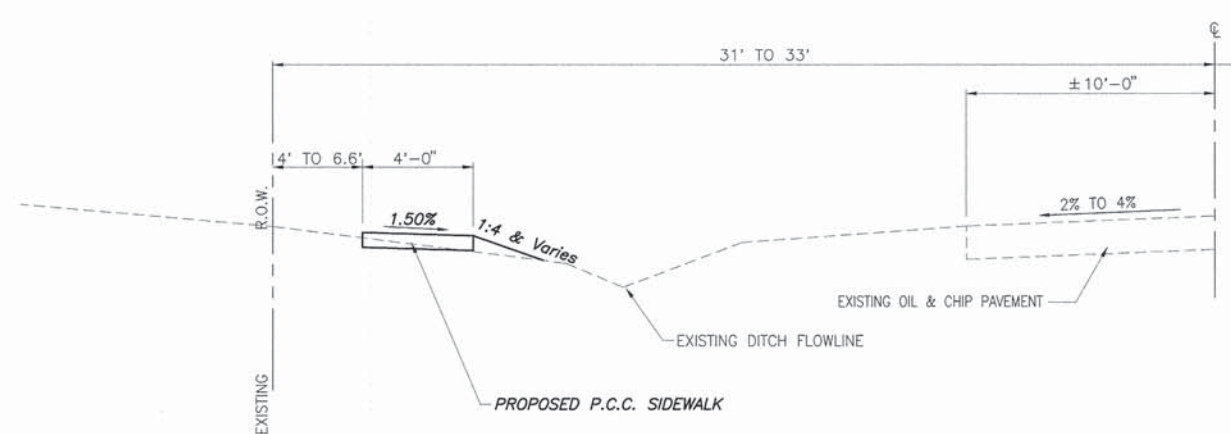 ℄
31' TO 33'
±10'-0"
4' TO 6.6'
4'-0"
EXISTING R.O.W.
1.50%
1:4 & Varies
2% TO 4%
EXISTING OIL & CHIP PAVEMENT
EXISTING DITCH FLOWLINE
PROPOSED P.C.C. SIDEWALK